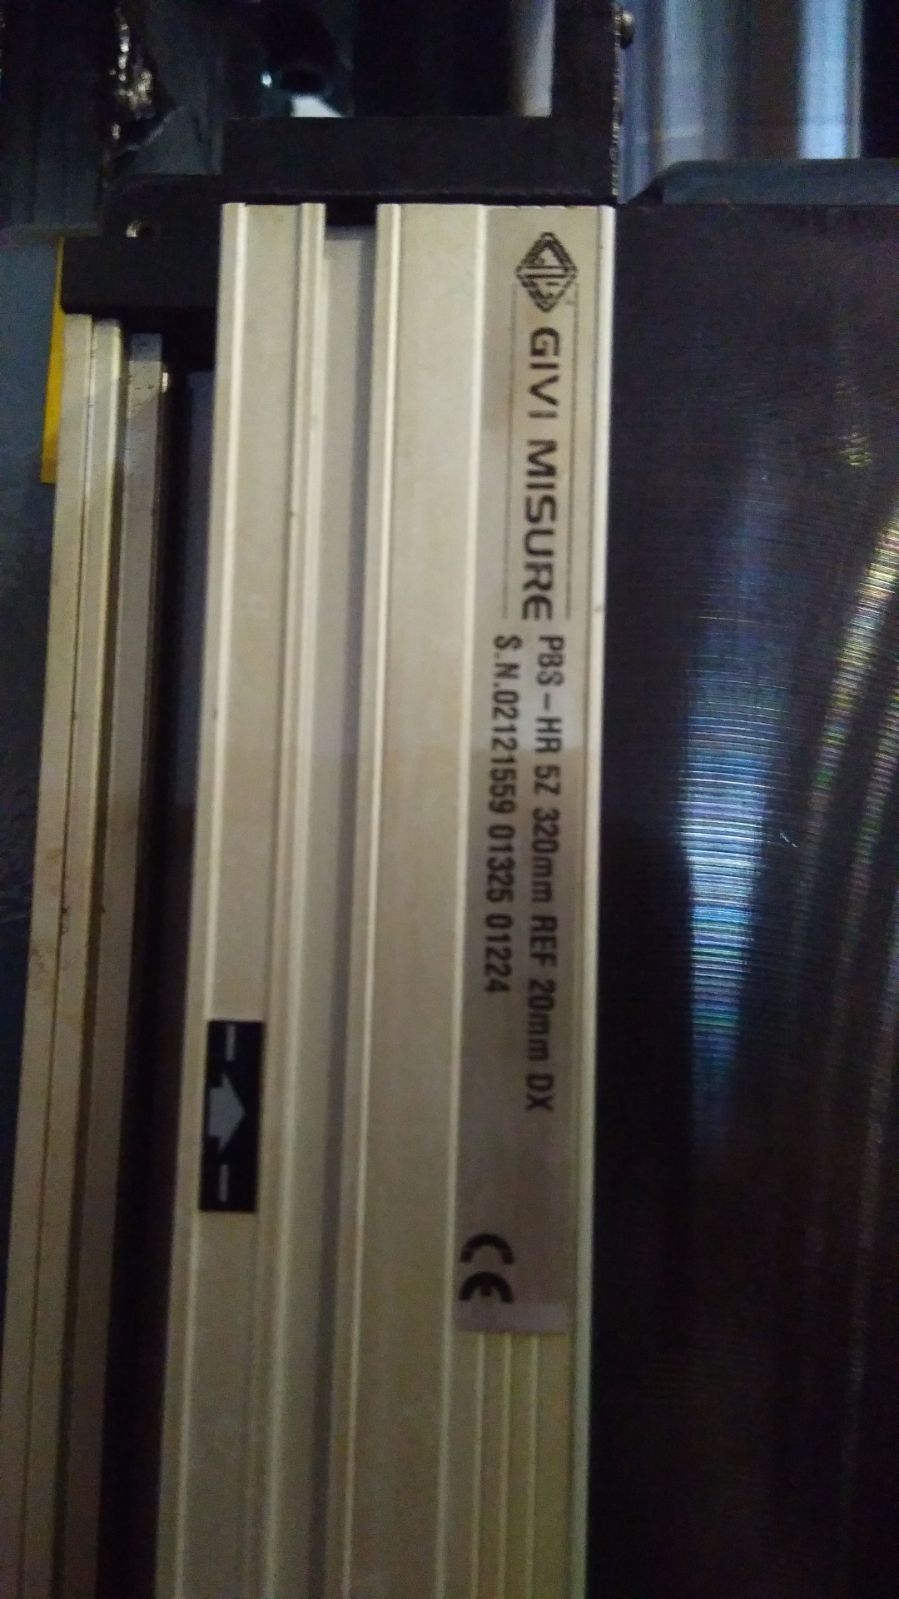 GIVI MISURE
PBS-HR 5Z 320mm REF 20mm DX
S.N.02121559 01325 01224
CE